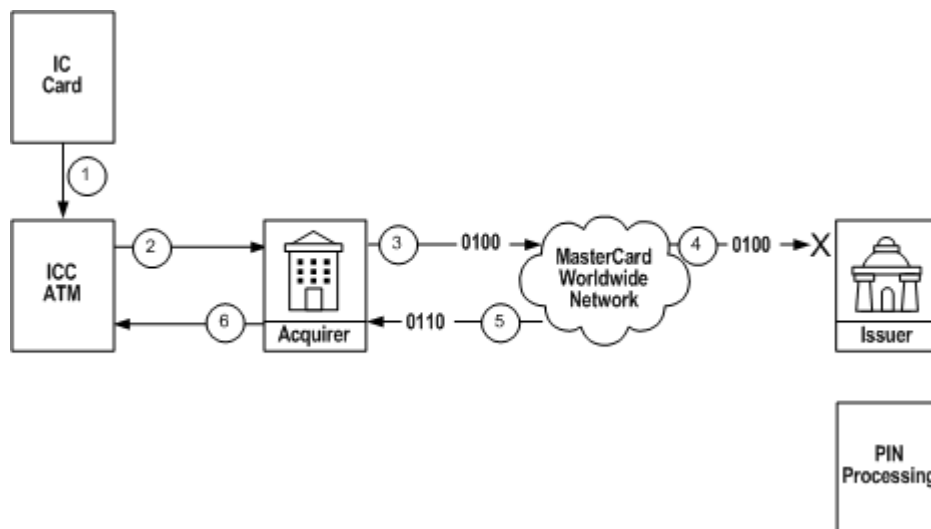 IC
Card
1
ICC
ATM
2
3
0100
MasterCard
Worldwide
Network
4
0100
X
6
Acquirer
0110
5
Issuer
PIN
Processing